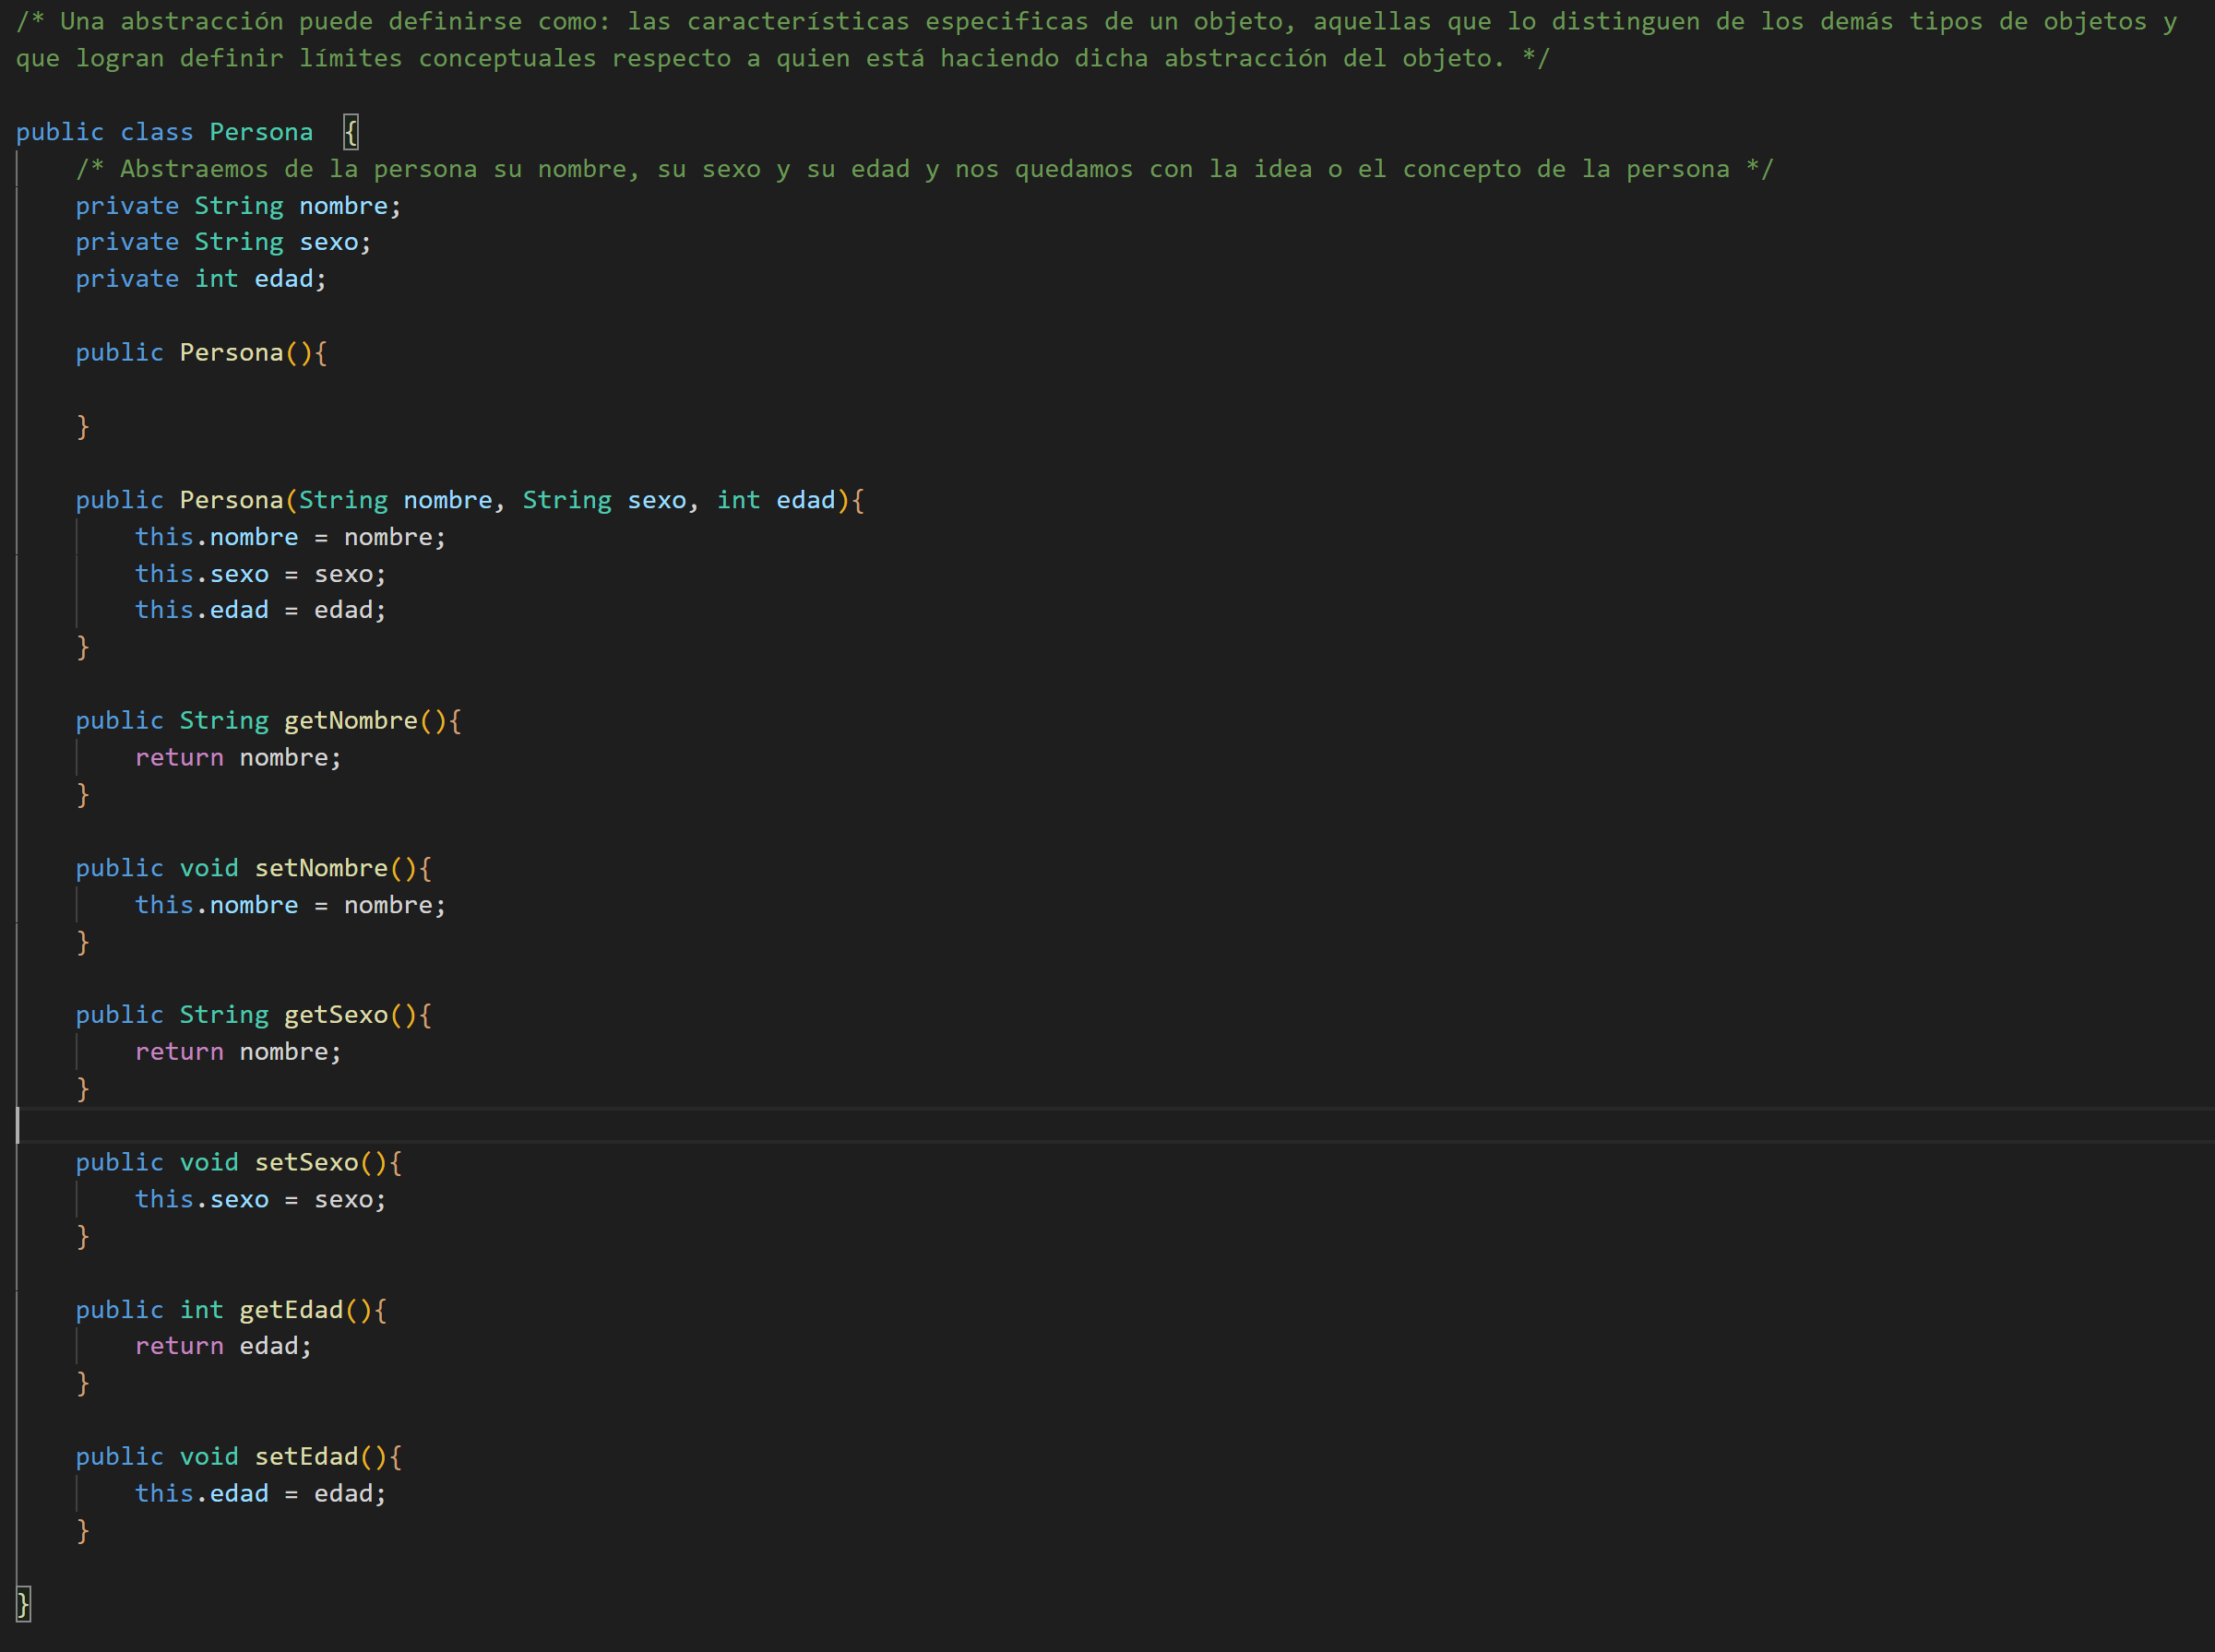 /* Una abstracción puede definirse como: las características especificas de un objeto, aquellas que lo distinguen de los demás tipos de objetos y
que logran definir límites conceptuales respecto a quien está haciendo dicha abstracción del objeto. */
public class Persona  {
    /* Abstraemos de la persona su nombre, su sexo y su edad y nos quedamos con la idea o el concepto de la persona */
    private String nombre;
    private String sexo;
    private int edad;
    public Persona(){
    }
    public Persona(String nombre, String sexo, int edad){
        this.nombre = nombre;
        this.sexo = sexo;
        this.edad = edad;
    }
    public String getNombre(){
        return nombre;
    }
    public void setNombre(){
        this.nombre = nombre;
    }
    public String getSexo(){
        return nombre;
    }
    public void setSexo(){
        this.sexo = sexo;
    }
    public int getEdad(){
        return edad;
    }
    public void setEdad(){
        this.edad = edad;
    }
}